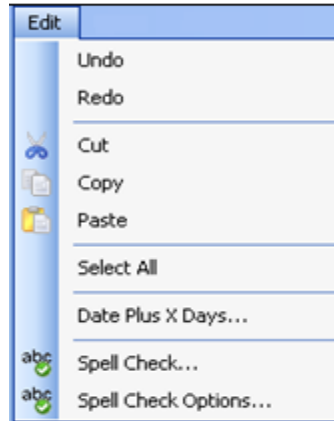 Edit
Undo
Redo
Cut
Copy
Paste
Select All
Date Plus X Days...
abc Spell Check...
abc Spell Check Options...